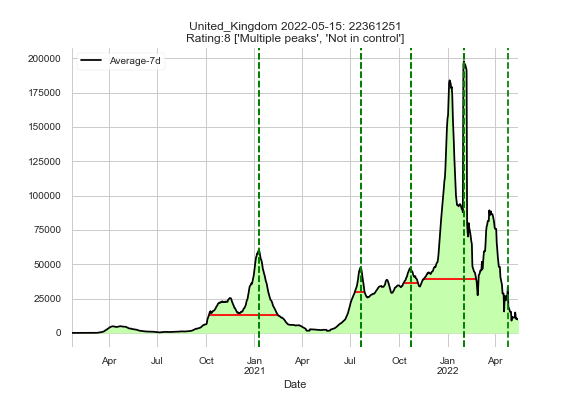 United_Kingdom 2022-05-15: 22361251
Rating:8 ['Multiple peaks', 'Not in control']
Average-7d
200000
175000
150000
125000
100000
75000
50000
25000
0
Apr Jul Oct Jan Apr Jul Oct Jan Apr
2021 2022
Date